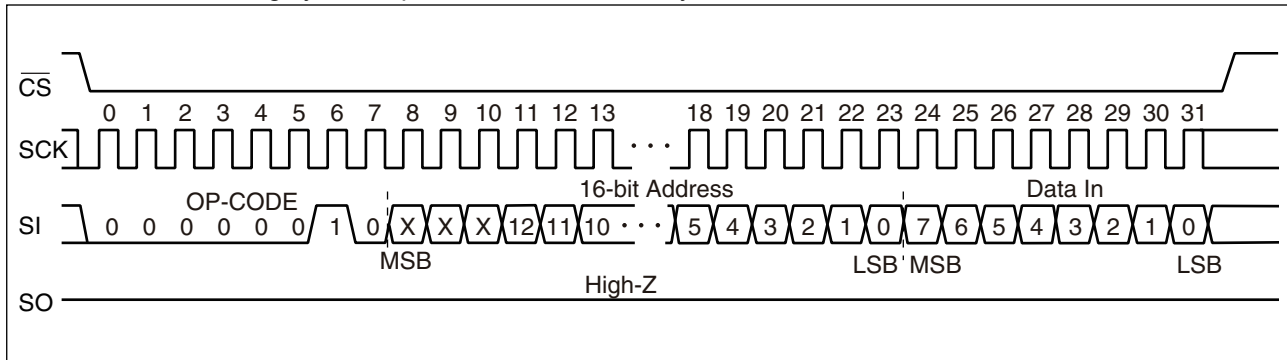 CS
0 1 2 3 4 5 6 7 8 9 10 11 12 13 18 19 20 21 22 23 24 25 26 27 28 29 30 31
SCK ···
OP-CODE 16-bit Address Data In
SI 0 0 0 0 0 0 1 0 X X X 12 11 10 ··· 5 4 3 2 1 0 7 6 5 4 3 2 1 0
MSB LSB MSB LSB
High-Z
SO